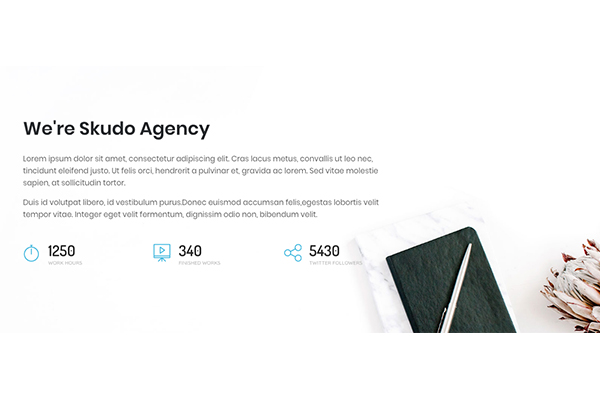 We're Skudo Agency
Lorem ipsum dolor sit amet, consectetur adipiscing elit. Cras lacus metus, convallis ut leo nec,
tincidunt eleifend justo. Ut felis orci, hendrerit a pulvinar et, gravida ac lorem. Sed vitae molestie
sapien, at sollicitudin tortor.
Duis id volutpat libero, id vestibulum purus.Donec euismod accumsan felis,egestas lobortis velit
tempor vitae. Integer eget velit fermentum, dignissim odio non, bibendum velit.
1250 340 5430
WORK HOURS FINISHED WORKS TWITTER FOLLOWERS